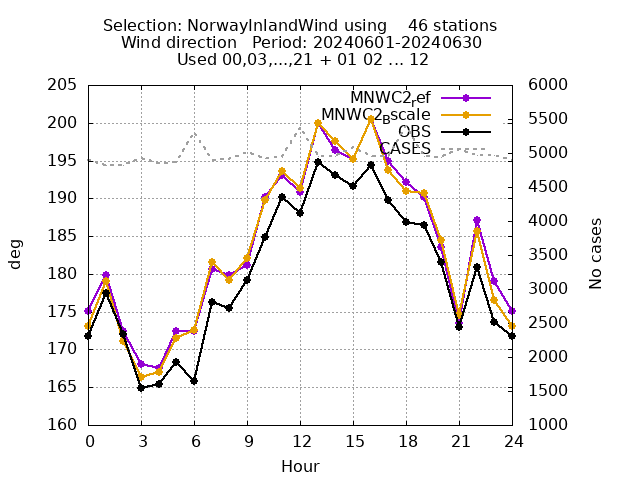 Selection: NorwayInlandWind using    46 stations
Wind direction   Period: 20240601-20240630
Used 00,03,...,21 + 01 02 ... 12
205 6000
MNWC2_ref
MNWC2_Bscale
200 5500
OBS
CASES
195 5000
190 4500
185 4000
180 3500
175 3000
170 2500
165 2000
160 1500
1000
deg
No cases
0 3 6 9 12 15 18 21 24
Hour